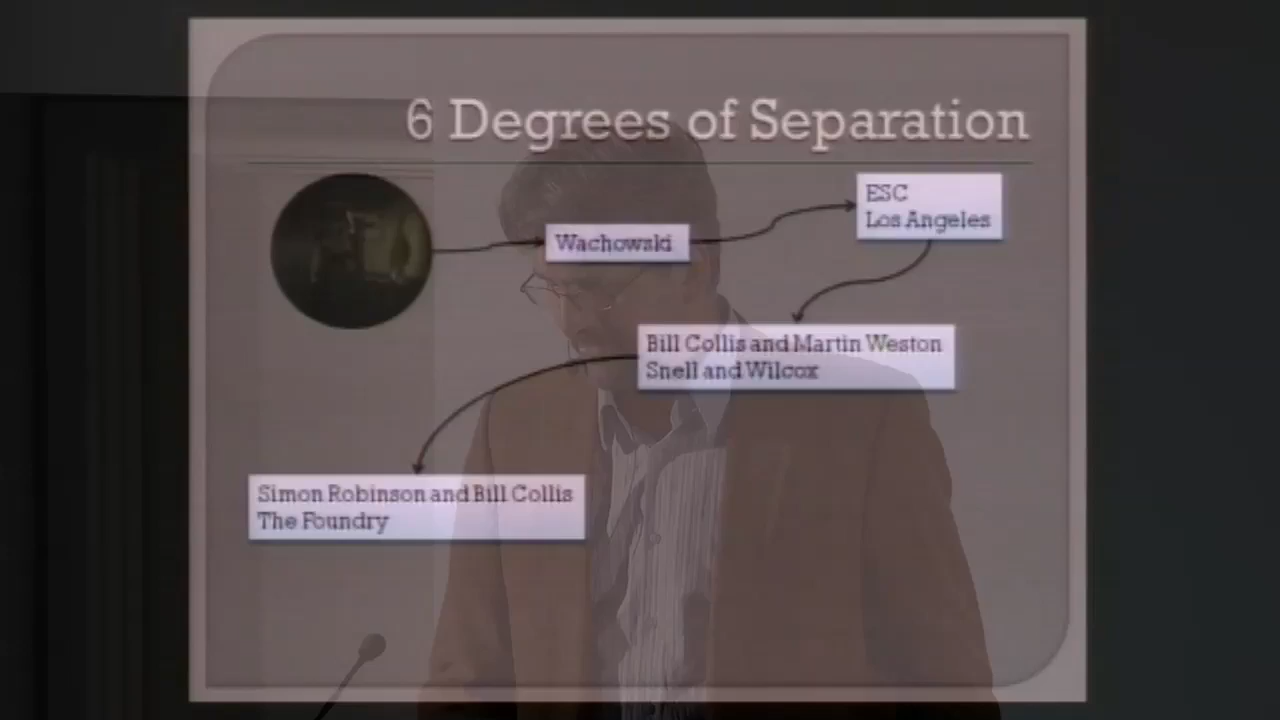 6 Degrees of Separation
Wachowski
ESC
Los Angeles
Bill Collis and Martin Weston
Snell and Wilcox
Simon Robinson and Bill Collis
The Foundry